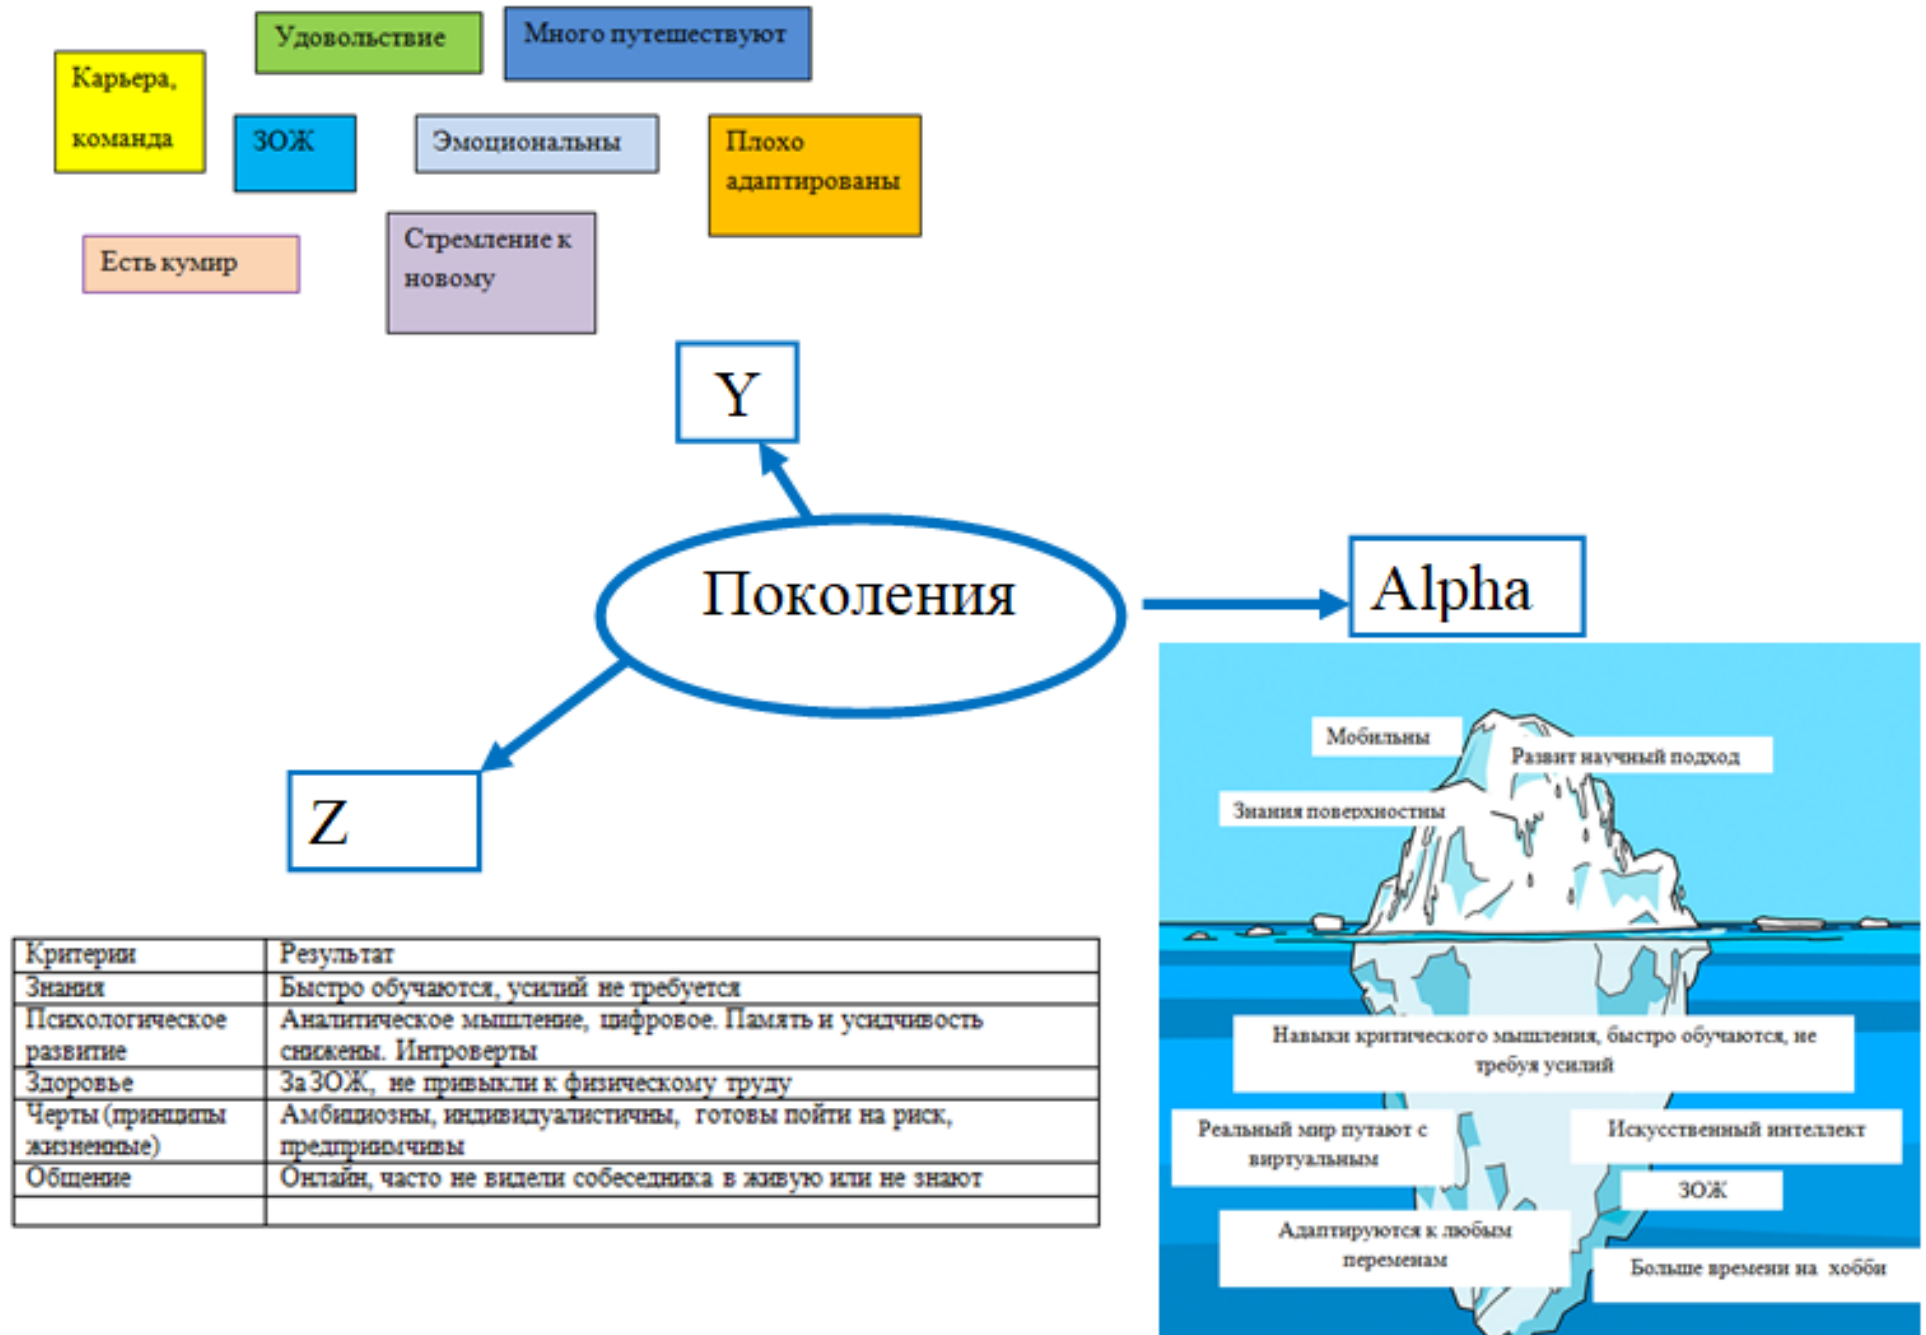 Удовольствие
Много путешествуют
Карьера,
команда
ЗОЖ
Эмоциональны
Плохо
адаптированы
Есть кумир
Стремление к
новому
Y
Поколения
Alpha
Z
Критерии Результат
Знания Быстро обучаются, усилий не требуется
Психологическое Аналитическое мышление, цифровое. Память и усидчивость
развитие снижены. Интроверты
Здоровье За ЗОЖ, не привыкли к физическому труду
Черты (принципы Амбициозны, индивидуалистичны, готовы пойти на риск,
жизненные) предприимчивы
Общение Онлайн, часто не видели собеседника в живую или не знают
Мобильны
Развит научный подход
Знания поверхностны
Навыки критического мышления, быстро обучаются, не
требуя усилий
Реальный мир путают с
виртуальным
Искусственный интеллект
ЗОЖ
Адаптируются к любым
переменам
Больше времени на хобби